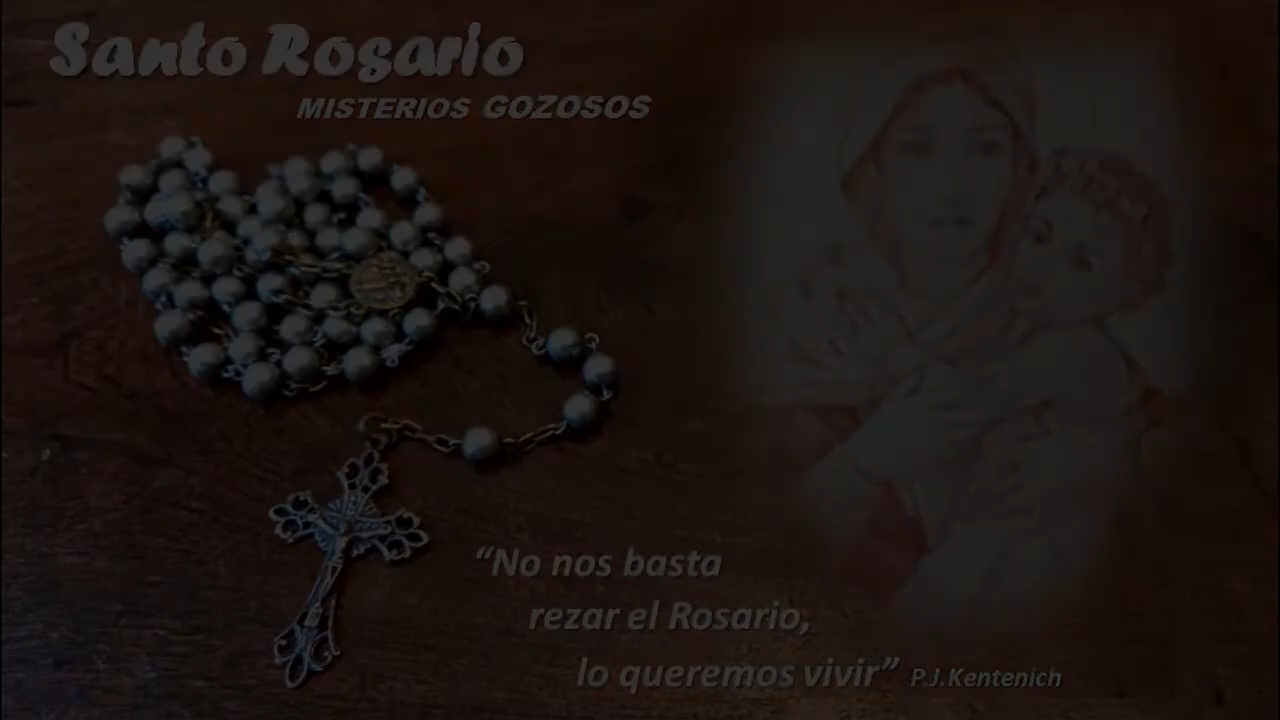 Santo Rosario
MISTERIOS GOZOSOS
“No nos basta
rezar el Rosario,
lo queremos vivir” P.J.Kentenich